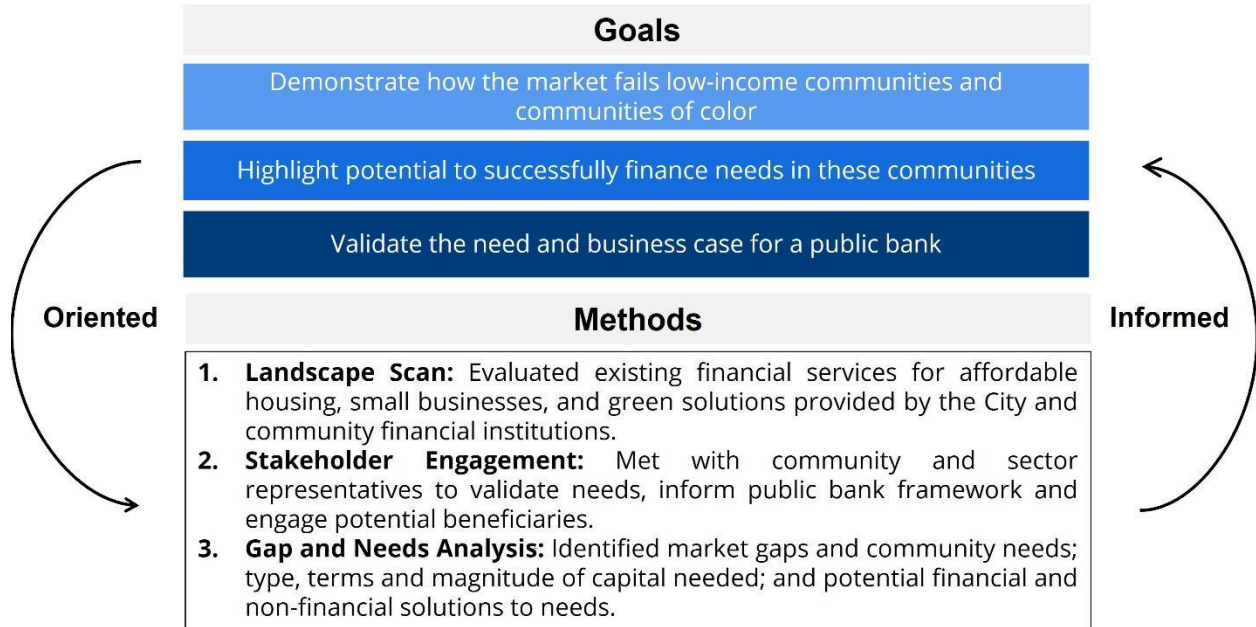 Goals
Demonstrate how the market fails low-income communities and
communities of color
Highlight potential to successfully finance needs in these communities
Validate the need and business case for a public bank
Oriented
Informed
Methods
1. Landscape Scan: Evaluated existing financial services for affordable
housing, small businesses, and green solutions provided by the City and
community financial institutions.
2. Stakeholder Engagement: Met with community and sector
representatives to validate needs, inform public bank framework and
engage potential beneficiaries.
3. Gap and Needs Analysis: Identified market gaps and community needs;
type, terms and magnitude of capital needed; and potential financial and
non-financial solutions to needs.